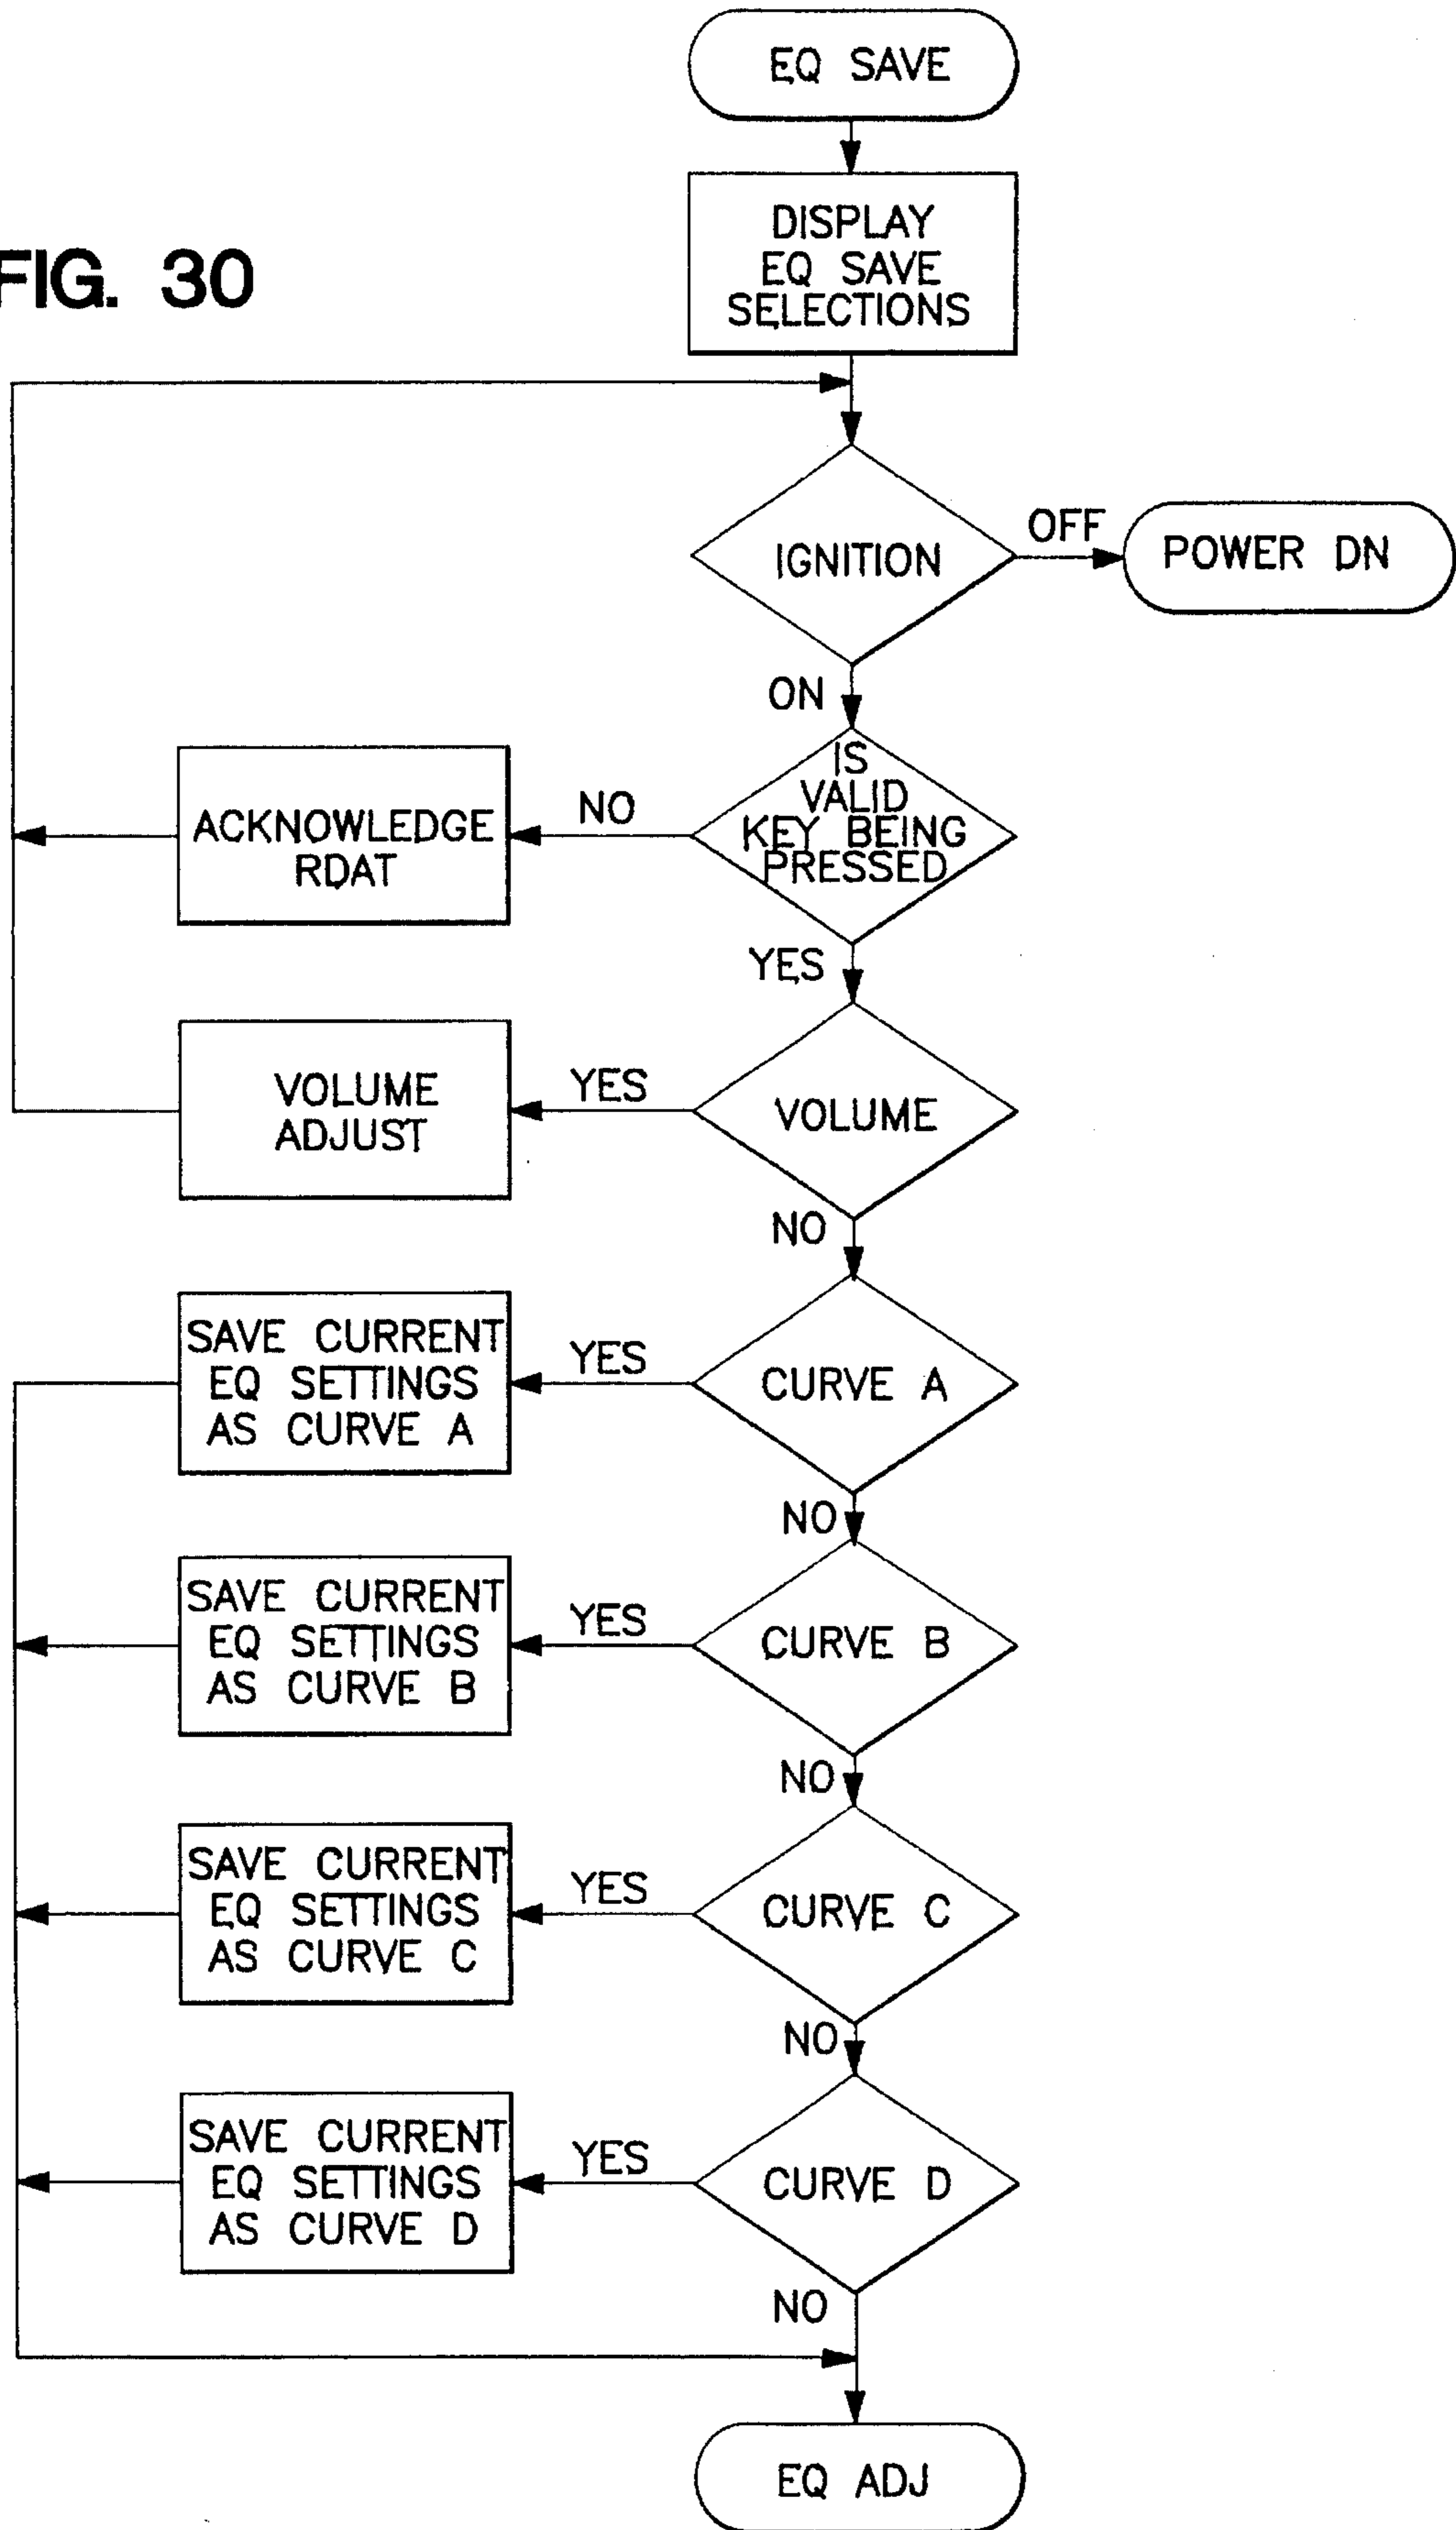 EQ SAVE
DISPLAY
EQ SAVE
SELECTIONS
FIG. 30
IGNITION
OFF
POWER DN
ON
IS
VALID
KEY BEING
PRESSED
NO
ACKNOWLEDGE
RDAT
YES
VOLUME
YES
VOLUME
ADJUST
NO
CURVE A
YES
SAVE CURRENT
EQ SETTINGS
AS CURVE A
NO
CURVE B
YES
SAVE CURRENT
EQ SETTINGS
AS CURVE B
NO
CURVE C
YES
SAVE CURRENT
EQ SETTINGS
AS CURVE C
NO
CURVE D
YES
SAVE CURRENT
EQ SETTINGS
AS CURVE D
NO
EQ ADJ